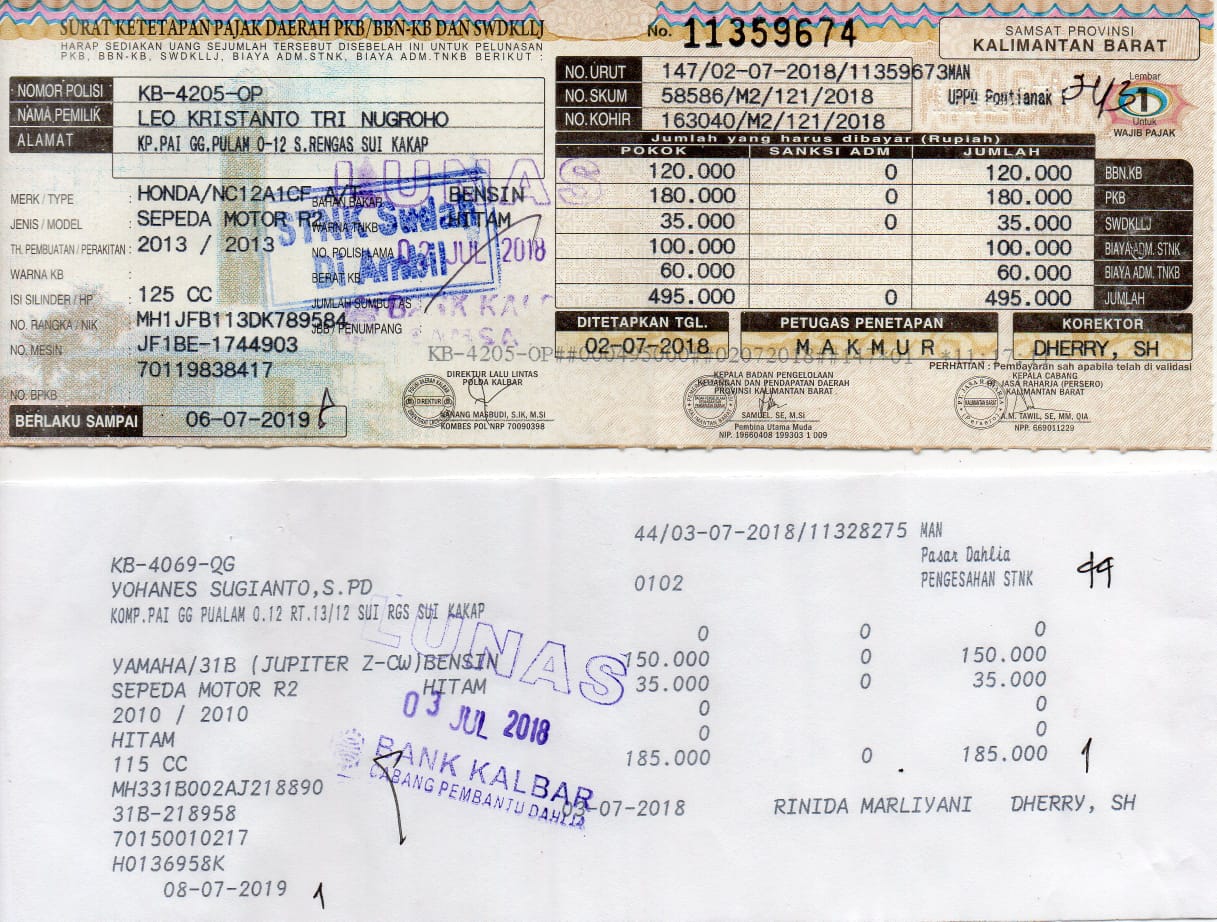 SURAT KETETAPAN PAJAK DAERAH PKB/BBN-KB DAN SWDKLLJ
HARAP SEDIAKAN UANG SEJUMLAH TERSEBUT DISEBELAH INI UNTUK PELUNASAN
PKB, BBN-KB, SWDKLLJ, BIAYA ADM.STNK, BIAYA ADM.TNKB BERIKUT :
No. 11359674
SAMSAT PROVINSI
KALIMANTAN BARAT
NO.URUT 147/02-07-2018/11359673MAN
NO.SKUM 58586/M2/121/2018
NO.KOHIR 163040/M2/121/2018
UPPD Pontianak
Lembar
1
Untuk
WAJIB PAJAK
NOMOR POLISI KB-4205-OP
NAMA PEMILIK LEO KRISTANTO TRI NUGROHO
ALAMAT KP.PAI GG.PULAM O-12 S.RENGAS SUI KAKAP
Jumlah yang harus dibayar (Rupiah)
POKOK SANKSI ADM JUMLAH
120.000 0 120.000 BBN.KB
180.000 0 180.000 PKB
35.000 0 35.000 SWDKLLJ
100.000 100.000 BIAYA ADM. STNK
60.000 60.000 BIAYA ADM. TNKB
495.000 0 495.000 JUMLAH
MERK / TYPE : HONDA/NC12A1CF A/T BAHAN BAKAR BENSIN
JENIS / MODEL : SEPEDA MOTOR R2 WARNA TNKB HITAM
TH. PEMBUATAN / PERAKITAN : 2013 / 2013 NO. POLISI LAMA
WARNA KB : BERAT KB
ISI SILINDER / HP : 125 CC JUMLAH SUMBU TAS :
NO. RANGKA / NIK : MH1JFB113DK789584 JBB / PENUMPANG :
NO. MESIN : JF1BE-1744903
70119838417
NO. BPKB
BERLAKU SAMPAI 06-07-2019
LUNAS
STNK Sudah
Di Ambil
03 JUL 2018
BANK KAL
DITETAPKAN TGL. PETUGAS PENETAPAN KOREKTOR
02-07-2018 M A K M U R DHERRY, SH
PERHATIAN : Pembayaran sah apabila telah di validasi
DIREKTUR LALU LINTAS
POLDA KALBAR
NANANG MASBUDI, S.IK, M.SI
KOMBES POL NRP 70090398
KEPALA BADAN PENGELOLAAN
KEUANGAN DAN PENDAPATAN DAERAH
PROVINSI KALIMANTAN BARAT
SAMUEL, SE, M.Si
Pembina Utama Muda
NIP. 19660408 199303 1 009
KEPALA CABANG
JASA RAHARJA (PERSERO)
KALIMANTAN BARAT
A.M. TAWIL, SE, MM, QIA
NPP. 669011229
44/03-07-2018/11328275 MAN
Pasar Dahlia
0102 PENGESAHAN STNK
KB-4069-QG
YOHANES SUGIANTO,S.PD
KOMP.PAI GG PUALAM O.12 RT.13/12 SUI RGS SUI KAKAP
0 0 0
YAMAHA/31B (JUPITER Z-CW)BENSIN 150.000 0 150.000
SEPEDA MOTOR R2 HITAM 35.000 0 35.000
2010 / 2010 0 0
HITAM 0 0
115 CC 185.000 0 185.000
MH331B002AJ218890
31B-218958 03-07-2018 RINIDA MARLIYANI DHERRY, SH
70150010217
H0136958K
08-07-2019
LUNAS
03 JUL 2018
BANK KALBAR
CABANG PEMBANTU DAHLIA